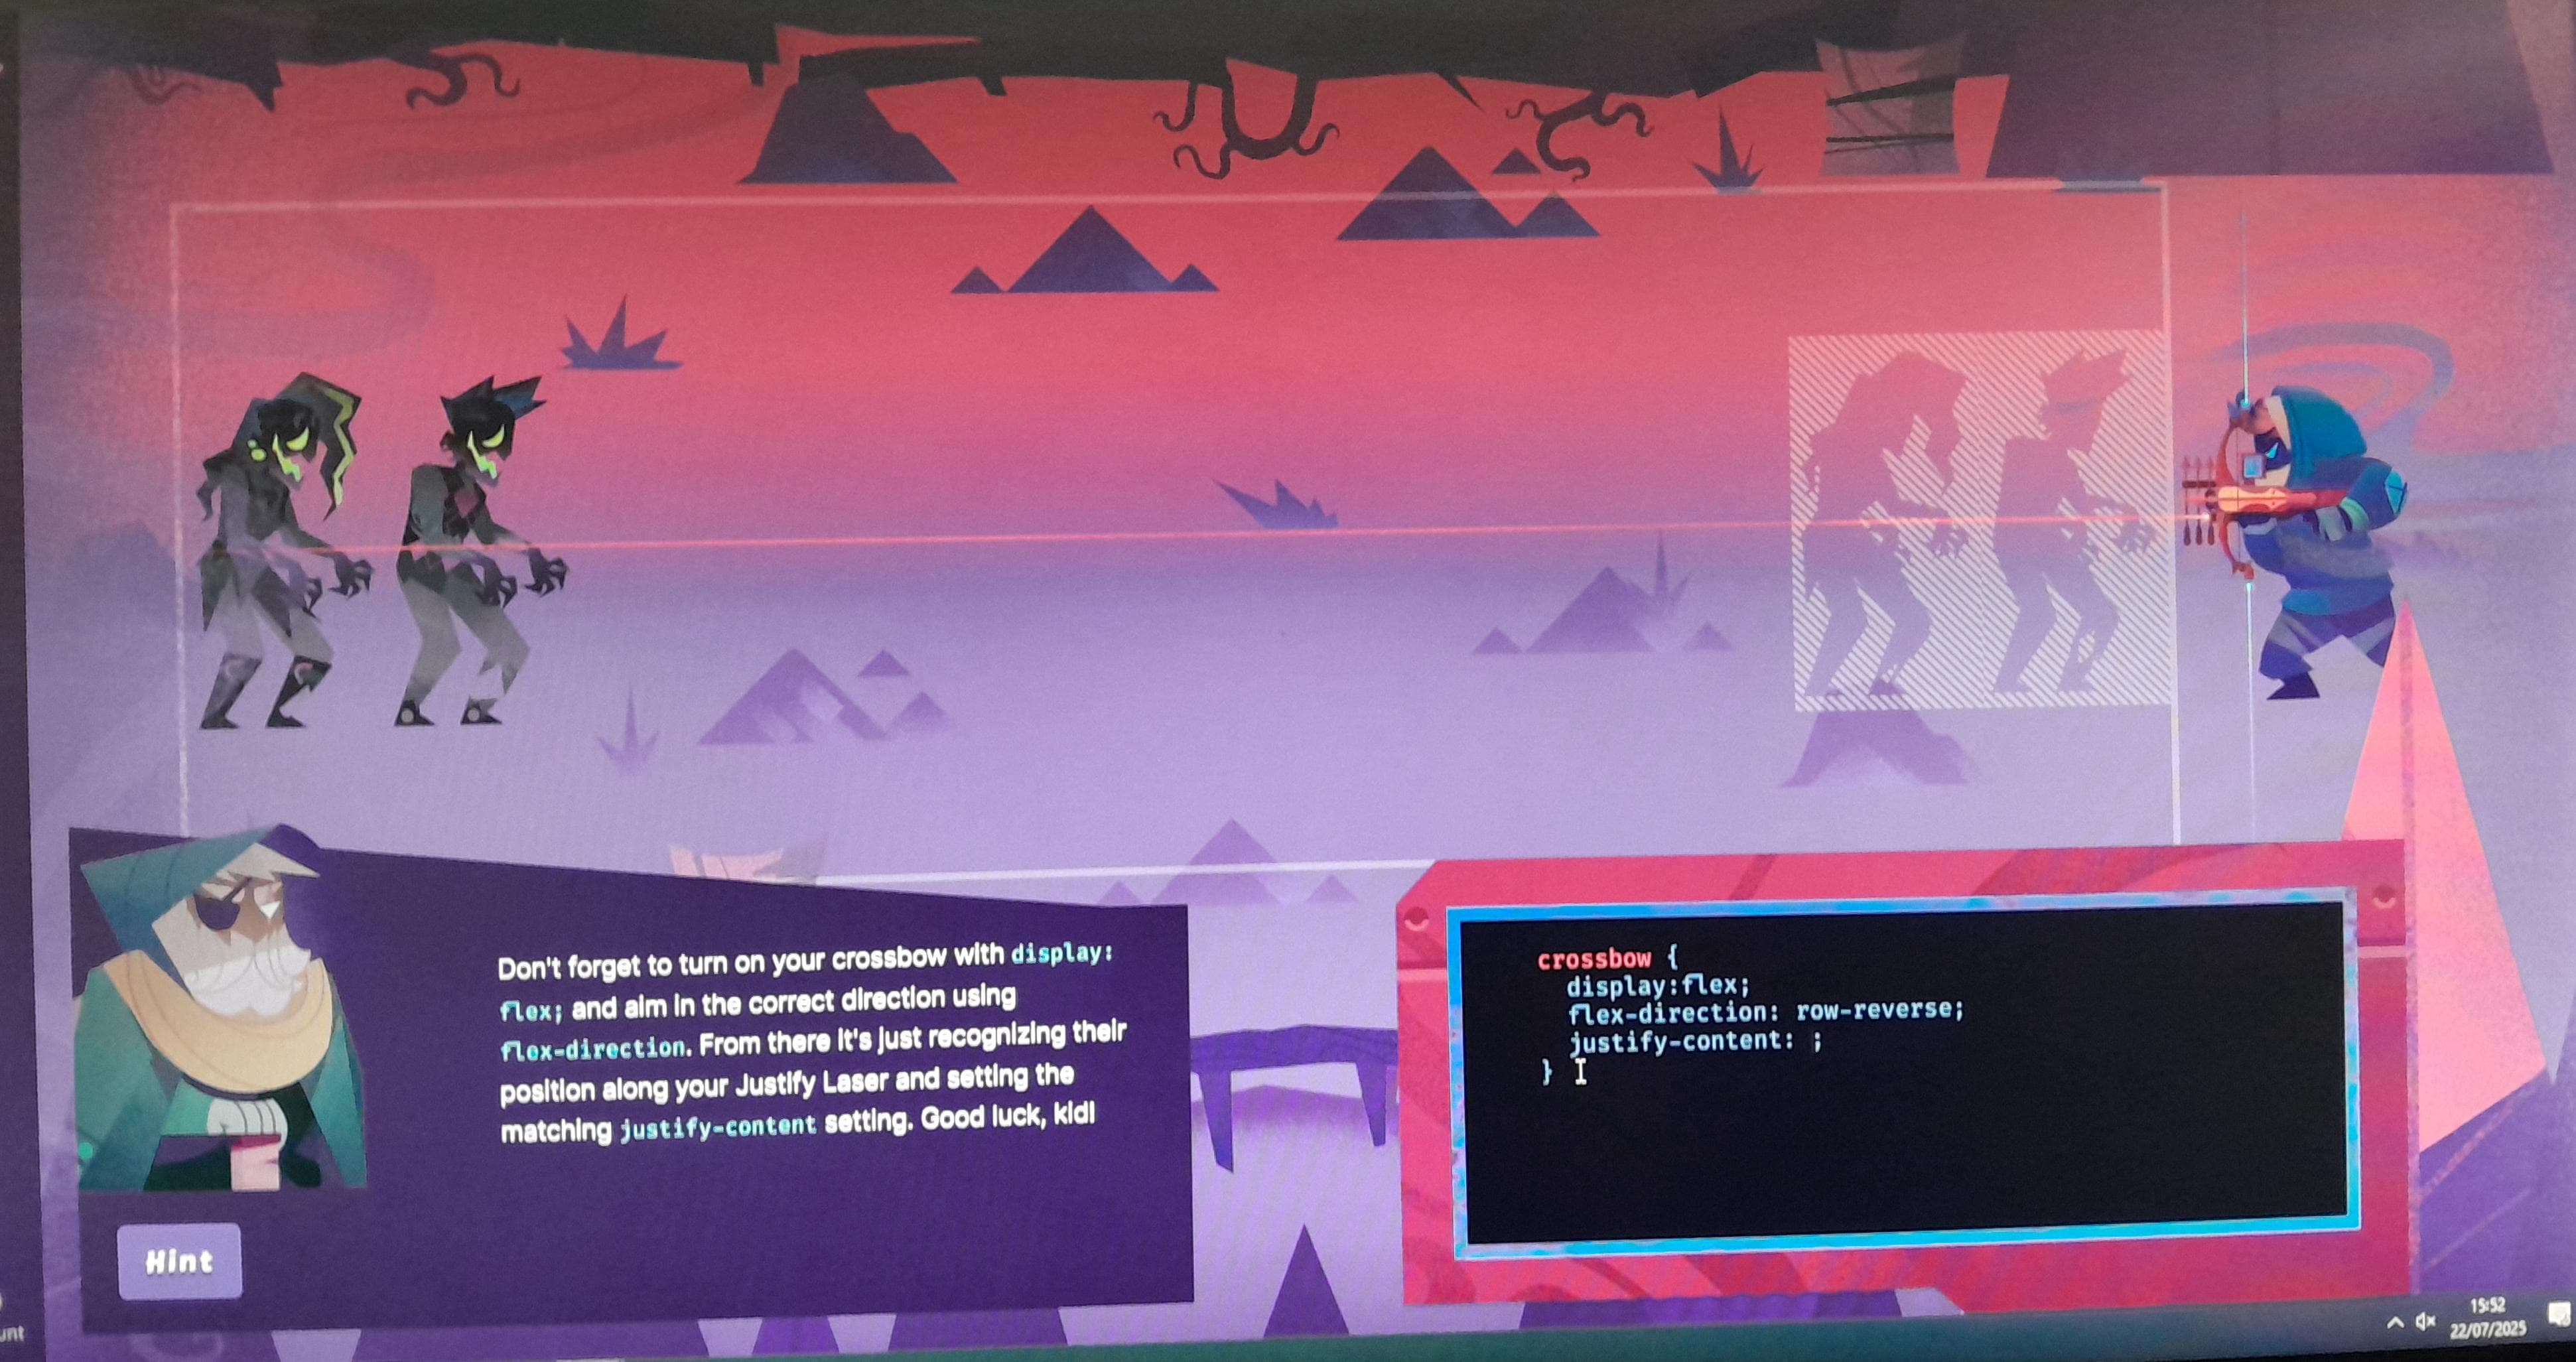 Don't forget to turn on your crossbow with display:
flex; and aim in the correct direction using
flex-direction. From there it's just recognizing their
position along your Justify Laser and setting the
matching justify-content setting. Good luck, kid!
Hint
crossbow {
display:flex;
flex-direction: row-reverse;
justify-content: ;
}
15:52
22/07/2025